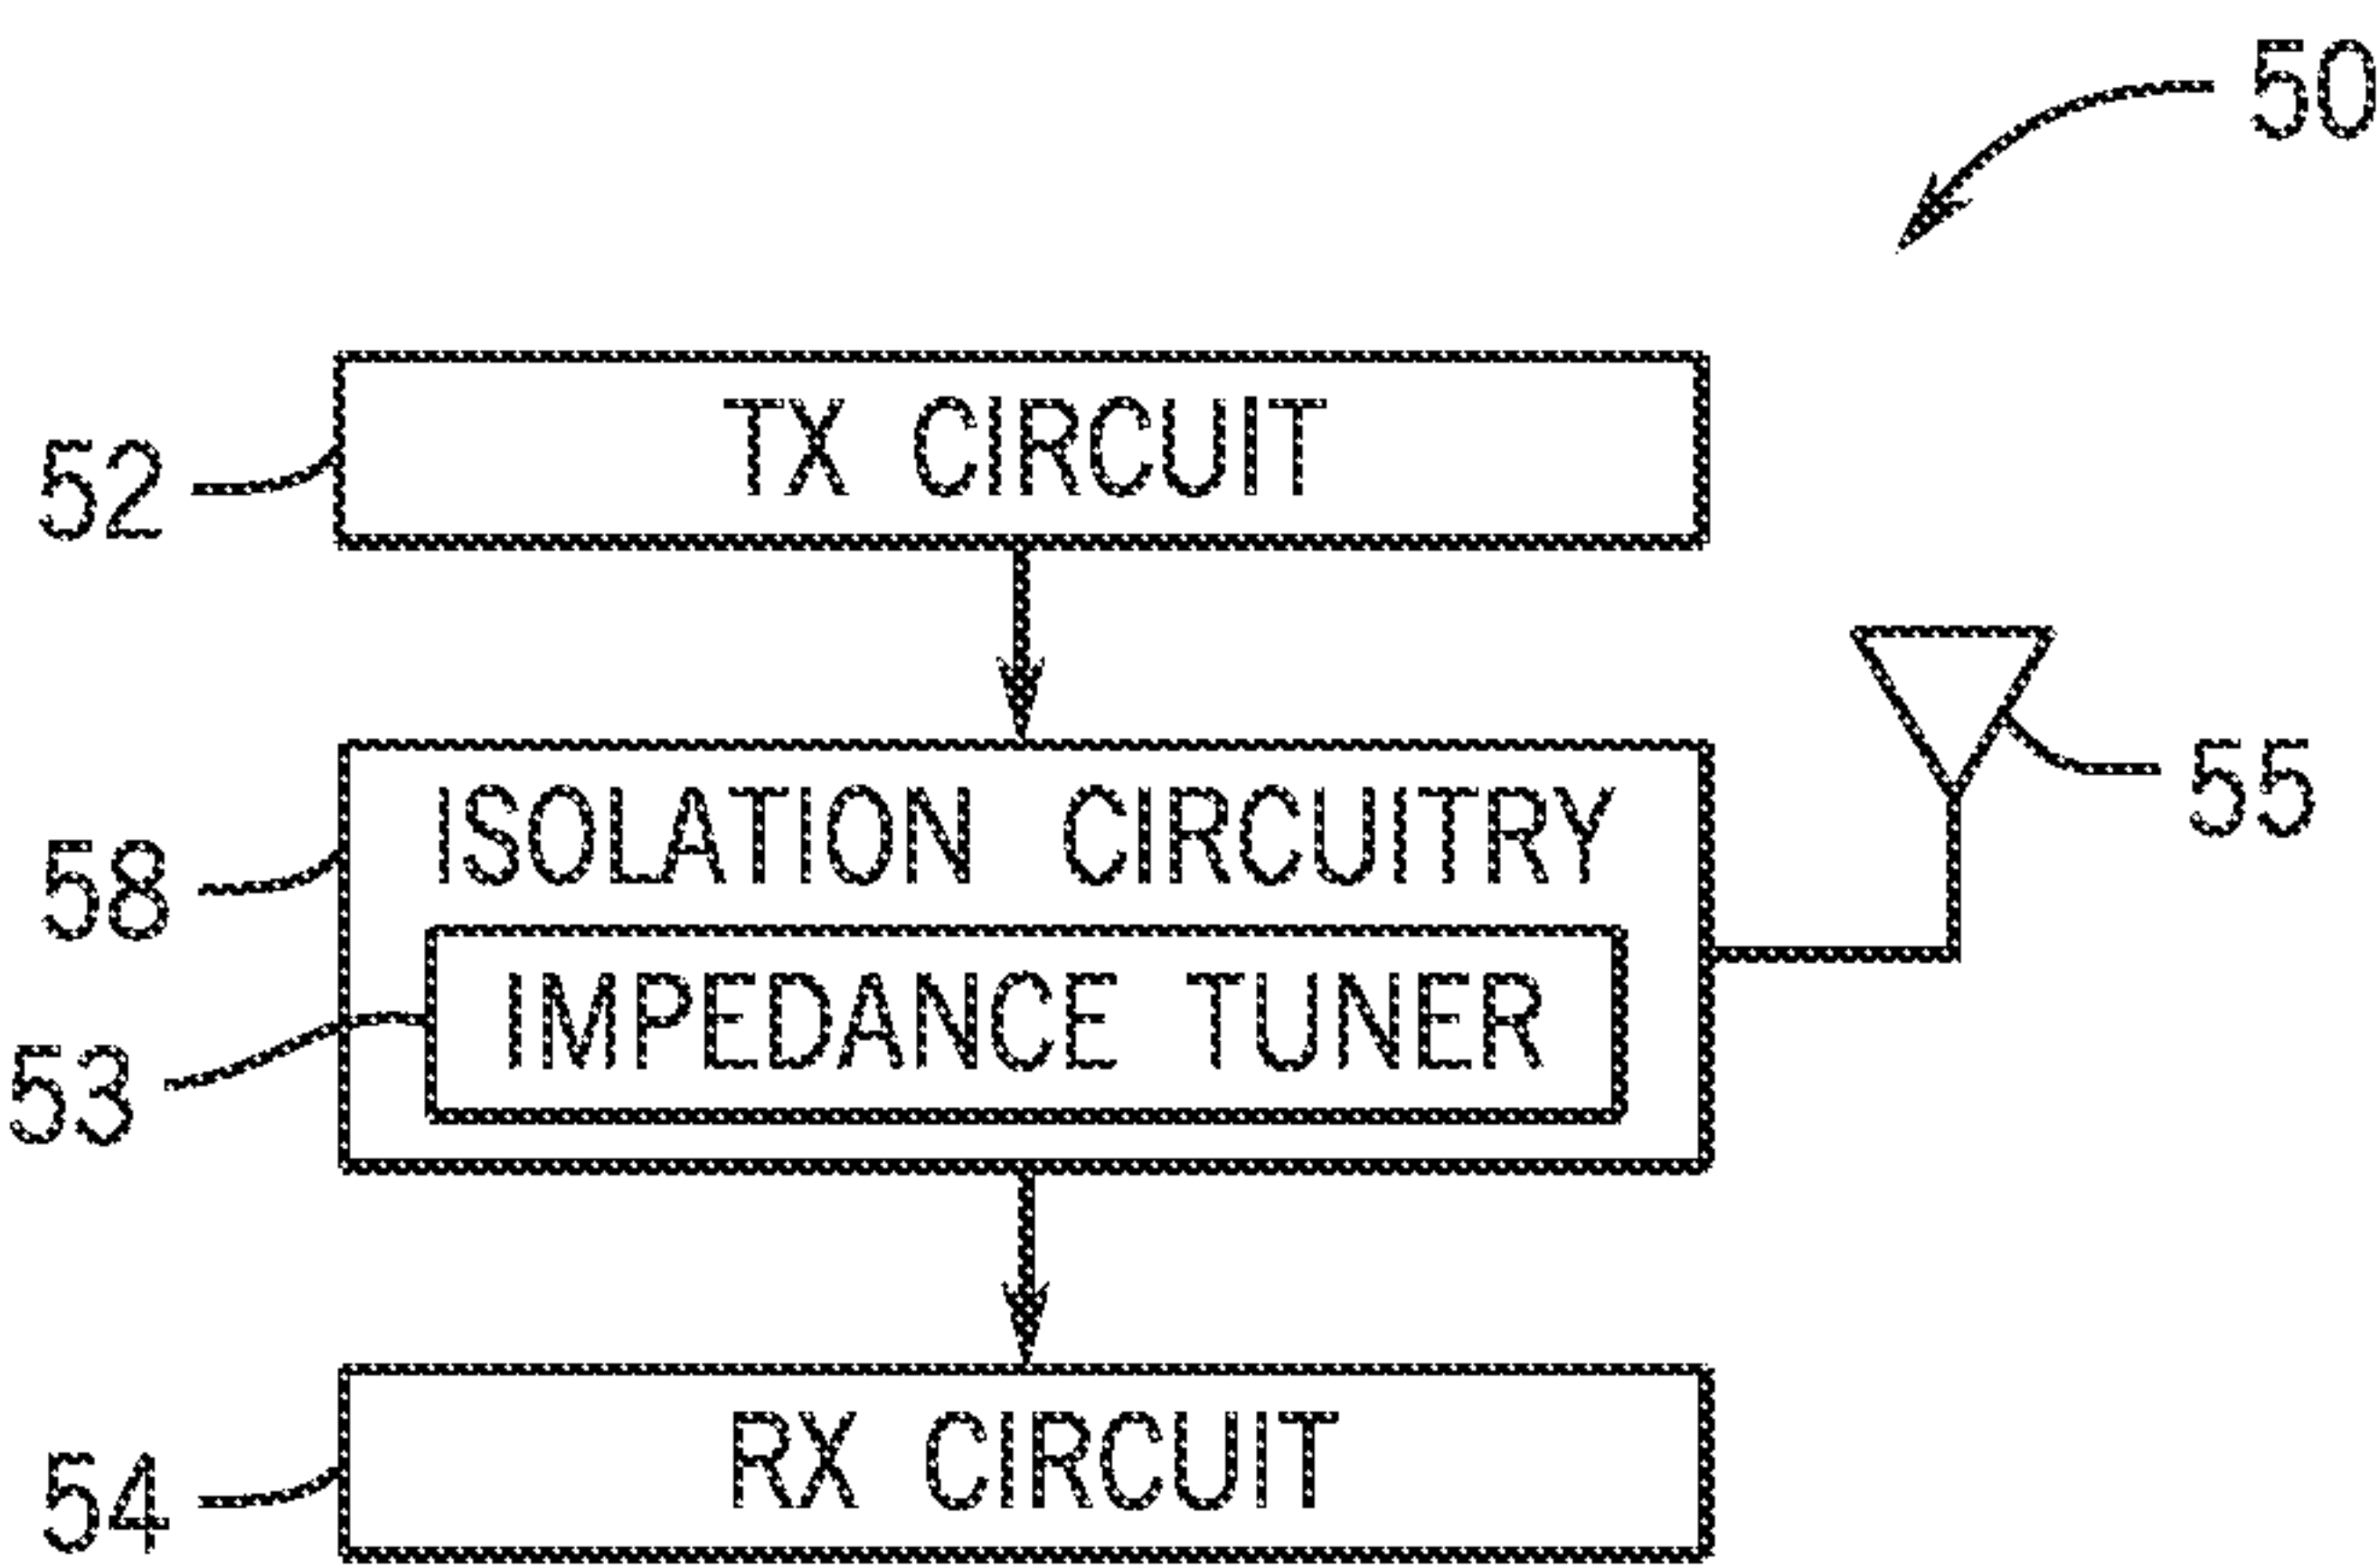 50
TX CIRCUIT
52
ISOLATION CIRCUITRY
55
58
IMPEDANCE TUNER
53
RX CIRCUIT
54